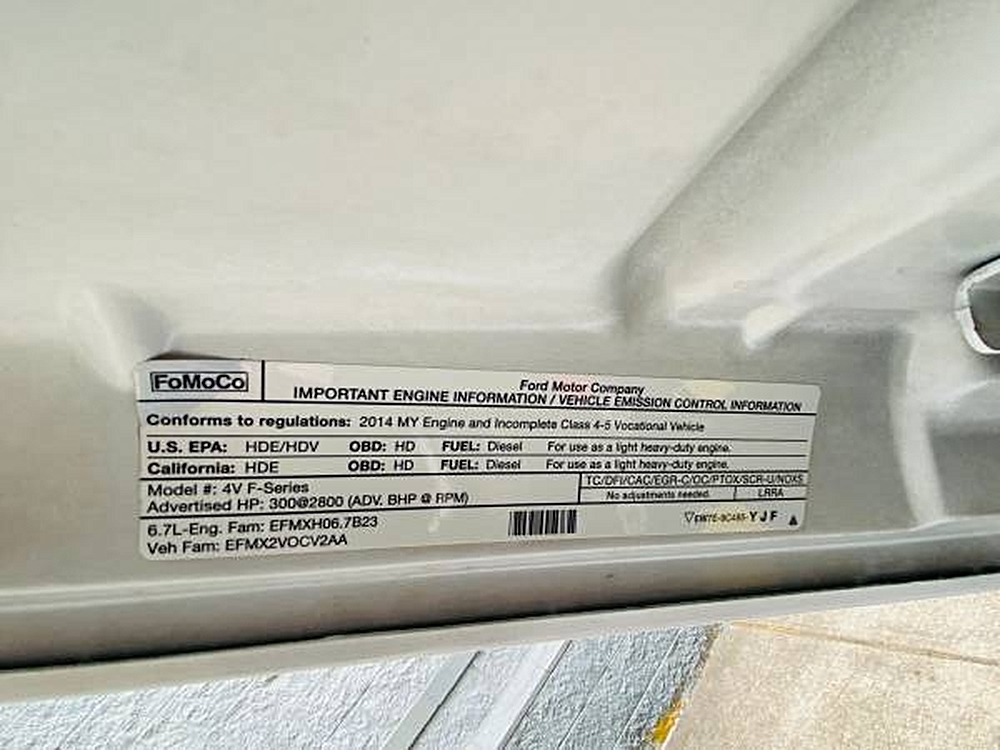 FoMoCo
Ford Motor Company
IMPORTANT ENGINE INFORMATION / VEHICLE EMISSION CONTROL INFORMATION
Conforms to regulations: 2014 MY Engine and Incomplete Class 4-5 Vocational Vehicle
U.S. EPA: HDE/HDV OBD: HD FUEL: Diesel For use as a light heavy-duty engine.
California: HDE OBD: HD FUEL: Diesel For use as a light heavy-duty engine.
Model #: 4V F-Series
Advertised HP: 300@2800 (ADV. BHP @ RPM)
TC/DFI/CAC/EGR-C/OC/PTOX/SCR-U/NOXS
No adjustments needed. LRRA
6.7L-Eng. Fam: EFMXH06.7B23
Veh Fam: EFMX2VOCV2AA
YJF